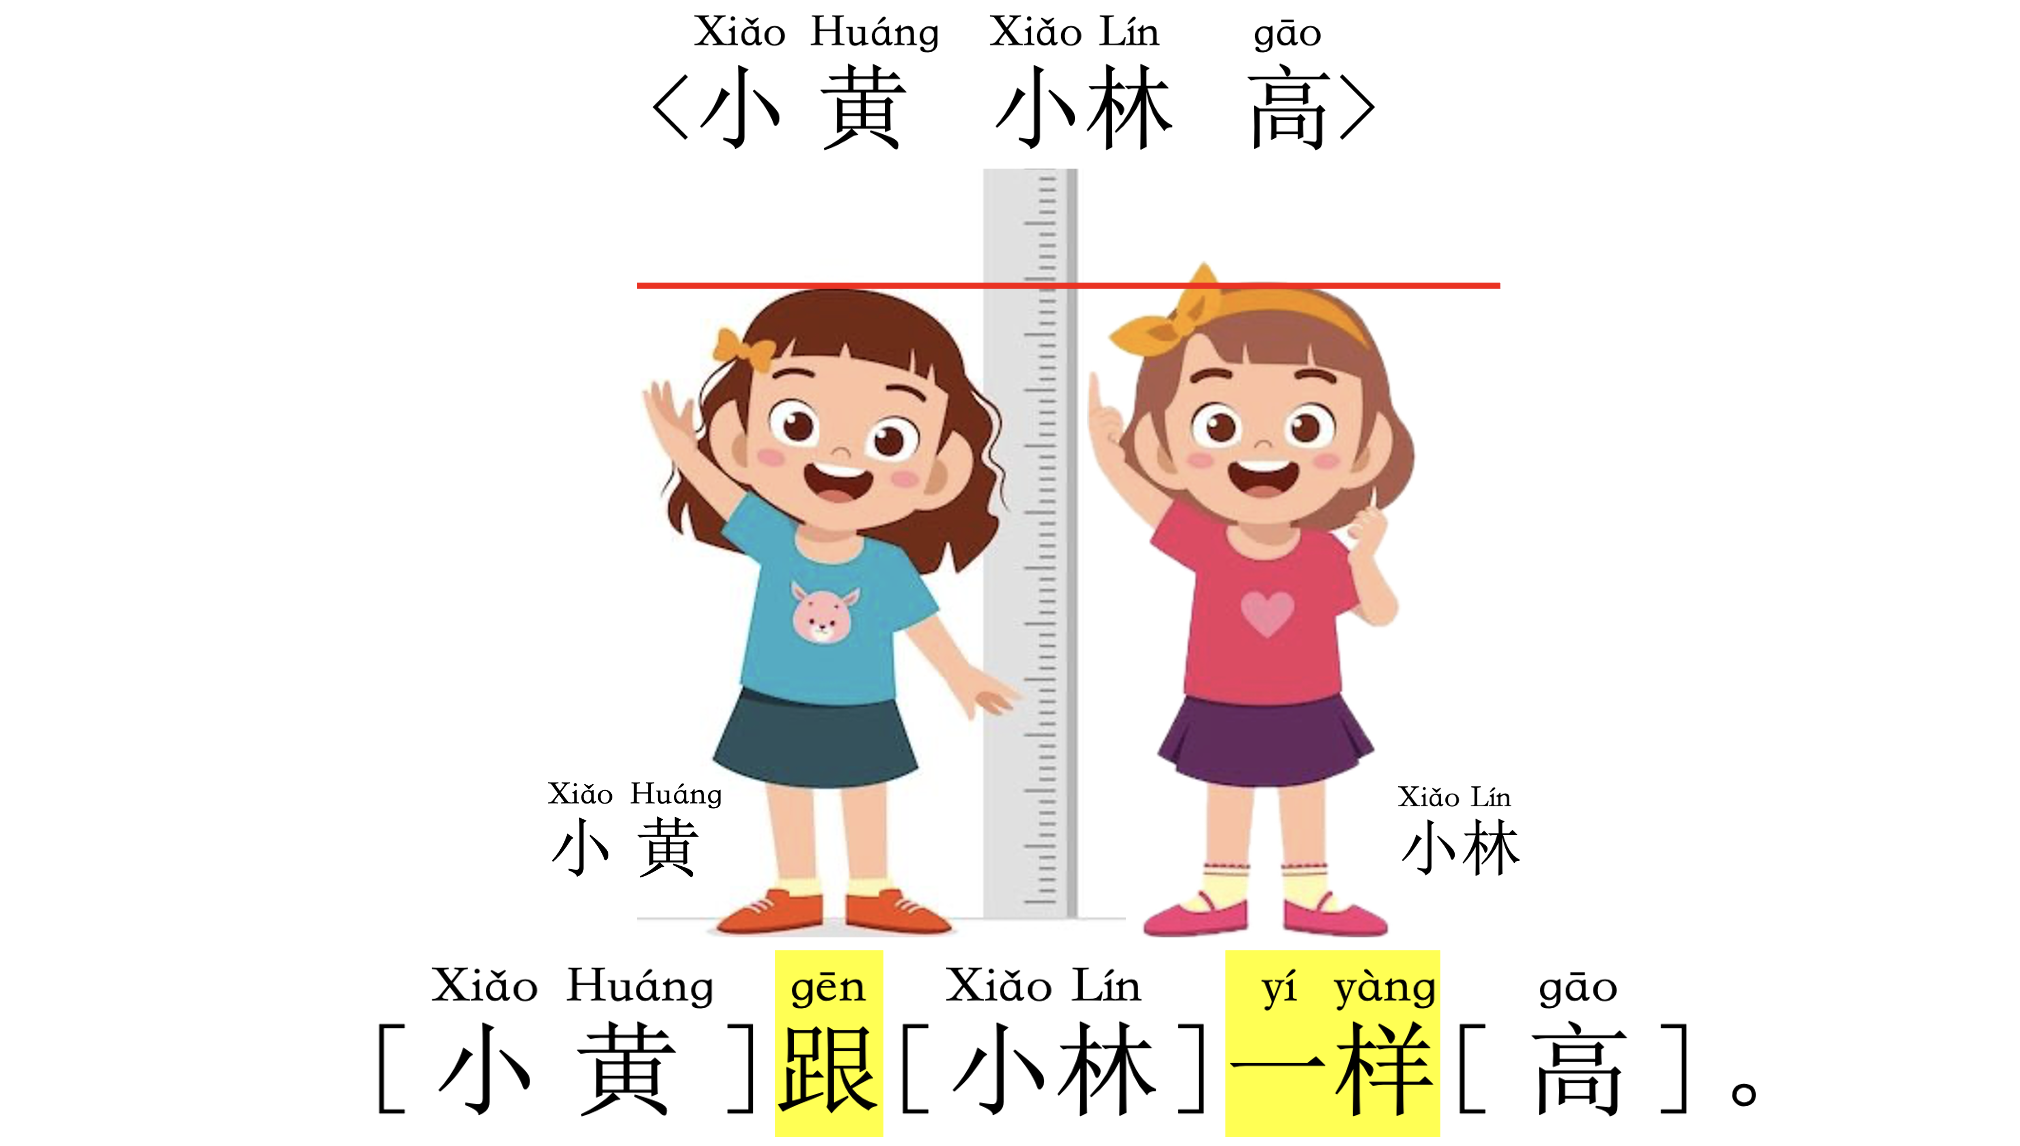 Xiǎo Huáng Xiǎo Lín gāo
<小黄 小林 高>
Xiǎo Huáng
小黄
Xiǎo Lín
小林
Xiǎo Huáng gēn Xiǎo Lín yí yàng gāo
[小黄]跟[小林]一样[高]。